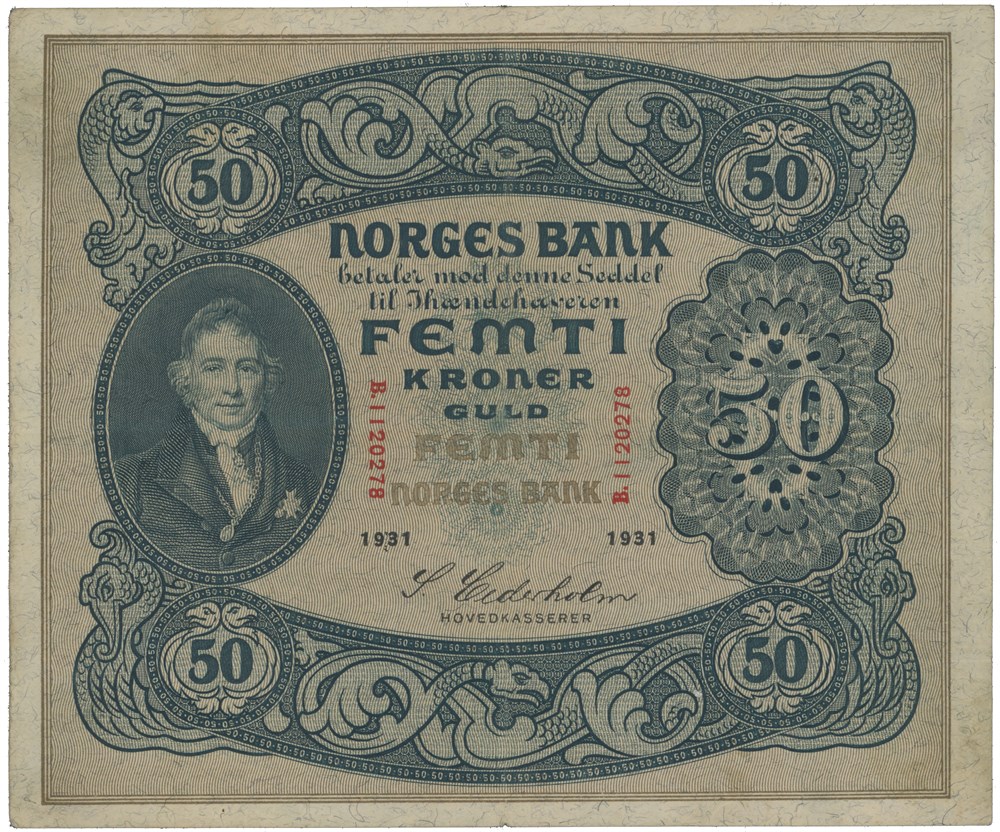 50 50
NORGES BANK
betaler mod denne Seddel
til Ihændehaveren
FEMTI
KRONER
GULD
FEMTI
NORGES BANK
B.1120278
B.1120278
50
1931 1931
S. Cederholm
HOVEDKASSERER
50 50